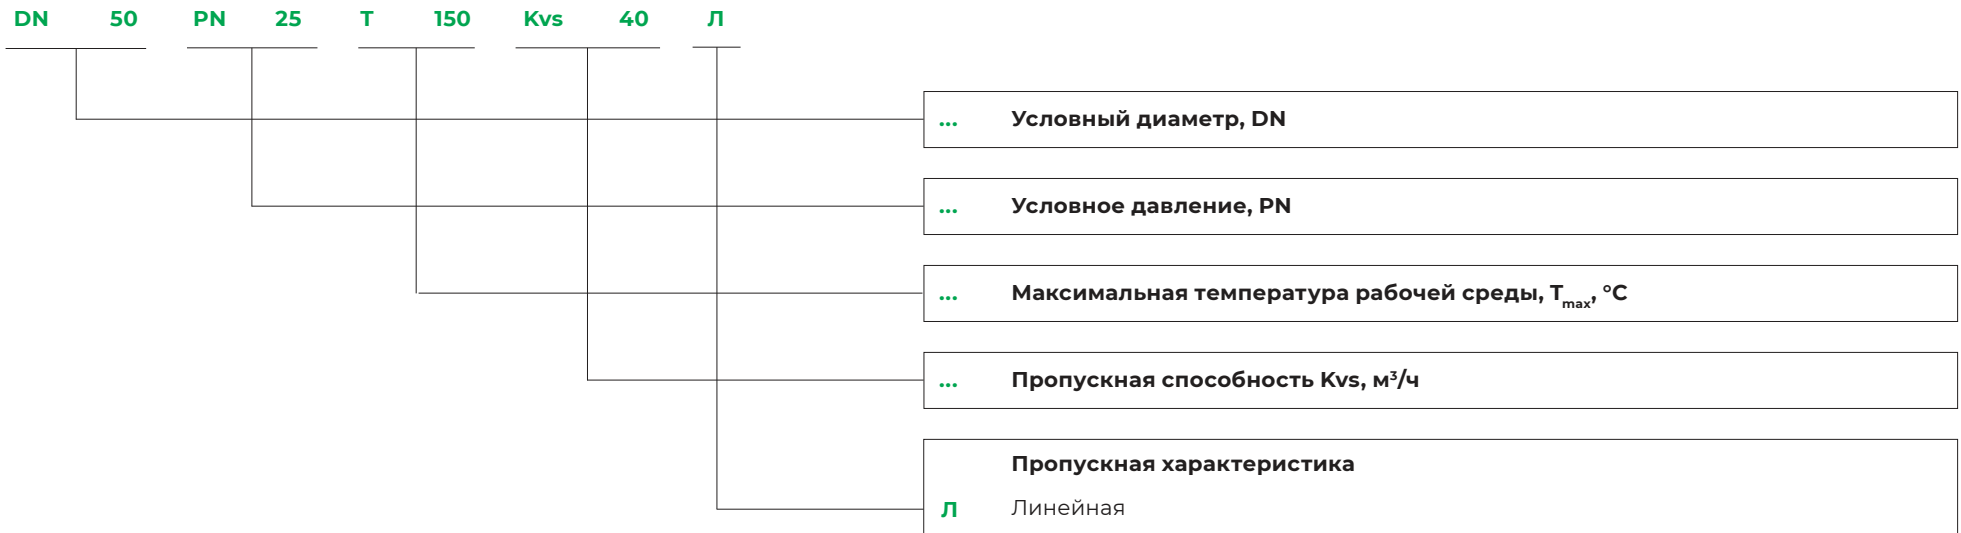 DN 50 PN 25 T 150 Kvs 40 Л
... Условный диаметр, DN
... Условное давление, PN
... Максимальная температура рабочей среды, Tmax, °C
... Пропускная способность Kvs, м³/ч
Пропускная характеристика
Л Линейная